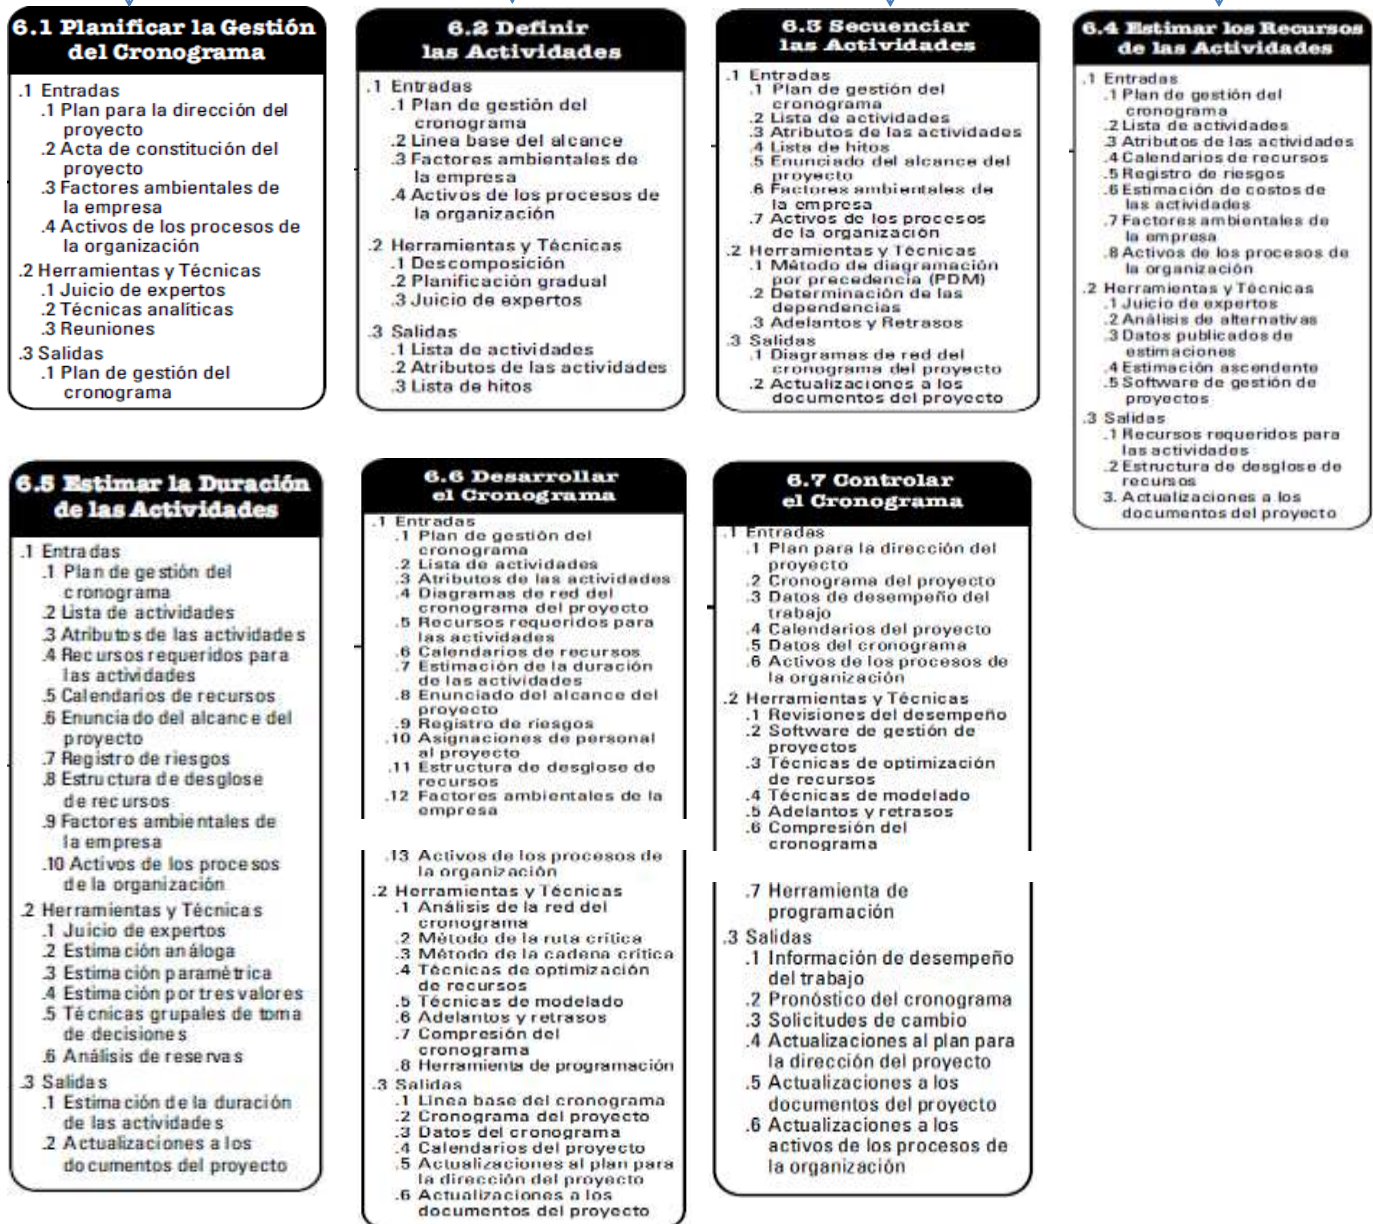 6.1 Planificar la Gestión
del Cronograma
.1 Entradas
.1 Plan para la dirección del
proyecto
.2 Acta de constitución del
proyecto
.3 Factores ambientales de
la empresa
.4 Activos de los procesos de
la organización
.2 Herramientas y Técnicas
.1 Juicio de expertos
.2 Técnicas analíticas
.3 Reuniones
.3 Salidas
.1 Plan de gestión del
cronograma
6.2 Definir
las Actividades
.1 Entradas
.1 Plan de gestión del
cronograma
.2 Línea base del alcance
.3 Factores ambientales de
la empresa
.4 Activos de los procesos de
la organización
.2 Herramientas y Técnicas
.1 Descomposición
.2 Planificación gradual
.3 Juicio de expertos
.3 Salidas
.1 Lista de actividades
.2 Atributos de las actividades
.3 Lista de hitos
6.3 Secuenciar
las Actividades
.1 Entradas
.1 Plan de gestión del
cronograma
.2 Lista de actividades
.3 Atributos de las actividades
.4 Lista de hitos
.5 Enunciado del alcance del
proyecto
.6 Factores ambientales de
la empresa
.7 Activos de los procesos
de la organización
.2 Herramientas y Técnicas
.1 Método de diagramación
por precedencia (PDM)
.2 Determinación de las
dependencias
.3 Adelantos y Retrasos
.3 Salidas
.1 Diagramas de red del
cronograma del proyecto
.2 Actualizaciones a los
documentos del proyecto
6.4 Estimar los Recursos
de las Actividades
.1 Entradas
.1 Plan de gestión del
cronograma
.2 Lista de actividades
.3 Atributos de las actividades
.4 Calendarios de recursos
.5 Registro de riesgos
.6 Estimación de costos de
las actividades
.7 Factores ambientales de
la empresa
.8 Activos de los procesos de
la organización
.2 Herramientas y Técnicas
.1 Juicio de expertos
.2 Análisis de alternativas
.3 Datos publicados de
estimaciones
.4 Estimación ascendente
.5 Software de gestión de
proyectos
.3 Salidas
.1 Recursos requeridos para
las actividades
.2 Estructura de desglose de
recursos
3. Actualizaciones a los
documentos del proyecto
6.5 Estimar la Duración
de las Actividades
.1 Entradas
.1 Plan de gestión del
cronograma
.2 Lista de actividades
.3 Atributos de las actividades
.4 Recursos requeridos para
las actividades
.5 Calendarios de recursos
.6 Enunciado del alcance del
proyecto
.7 Registro de riesgos
.8 Estructura de desglose
de recursos
.9 Factores ambientales de
la empresa
.10 Activos de los procesos
de la organización
.2 Herramientas y Técnicas
.1 Juicio de expertos
.2 Estimación análoga
.3 Estimación paramétrica
.4 Estimación por tres valores
.5 Técnicas grupales de toma
de decisiones
.6 Análisis de reservas
.3 Salidas
.1 Estimación de la duración
de las actividades
.2 Actualizaciones a los
documentos del proyecto
6.6 Desarrollar
el Cronograma
.1 Entradas
.1 Plan de gestión del
cronograma
.2 Lista de actividades
.3 Atributos de las actividades
.4 Diagramas de red del
cronograma del proyecto
.5 Recursos requeridos para
las actividades
.6 Calendarios de recursos
.7 Estimación de la duración
de las actividades
.8 Enunciado del alcance del
proyecto
.9 Registro de riesgos
.10 Asignaciones de personal
al proyecto
.11 Estructura de desglose de
recursos
.12 Factores ambientales de la
empresa
.13 Activos de los procesos de
la organización
.2 Herramientas y Técnicas
.1 Análisis de la red del
cronograma
.2 Método de la ruta crítica
.3 Método de la cadena crítica
.4 Técnicas de optimización
de recursos
.5 Técnicas de modelado
.6 Adelantos y retrasos
.7 Compresión del
cronograma
.8 Herramienta de programación
.3 Salidas
.1 Línea base del cronograma
.2 Cronograma del proyecto
.3 Datos del cronograma
.4 Calendarios del proyecto
.5 Actualizaciones al plan para
la dirección del proyecto
.6 Actualizaciones a los
documentos del proyecto
6.7 Controlar
el Cronograma
.1 Entradas
.1 Plan para la dirección del
proyecto
.2 Cronograma del proyecto
.3 Datos de desempeño del
trabajo
.4 Calendarios del proyecto
.5 Datos del cronograma
.6 Activos de los procesos de
la organización
.2 Herramientas y Técnicas
.1 Revisiones del desempeño
.2 Software de gestión de
proyectos
.3 Técnicas de optimización
de recursos
.4 Técnicas de modelado
.5 Adelantos y retrasos
.6 Compresión del
cronograma
.7 Herramienta de
programación
.3 Salidas
.1 Información de desempeño
del trabajo
.2 Pronóstico del cronograma
.3 Solicitudes de cambio
.4 Actualizaciones al plan para
la dirección del proyecto
.5 Actualizaciones a los
documentos del proyecto
.6 Actualizaciones a los
activos de los procesos de
la organización